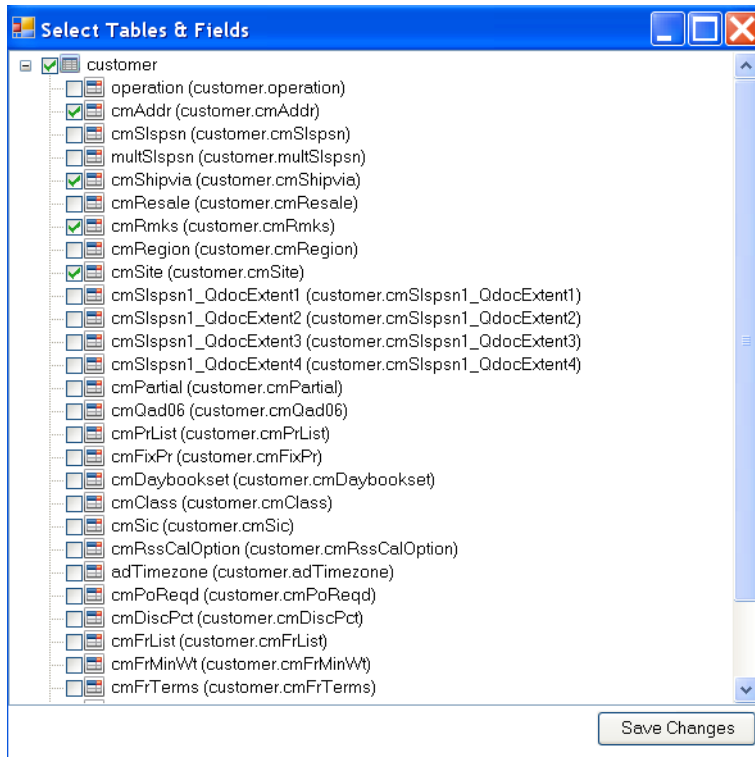 Select Tables & Fields
customer
operation (customer.operation)
cmAddr (customer.cmAddr)
cmSlspsn (customer.cmSlspsn)
multSlspsn (customer.multSlspsn)
cmShipvia (customer.cmShipvia)
cmResale (customer.cmResale)
cmRmks (customer.cmRmks)
cmRegion (customer.cmRegion)
cmSite (customer.cmSite)
cmSlspsn1_QdocExtent1 (customer.cmSlspsn1_QdocExtent1)
cmSlspsn1_QdocExtent2 (customer.cmSlspsn1_QdocExtent2)
cmSlspsn1_QdocExtent3 (customer.cmSlspsn1_QdocExtent3)
cmSlspsn1_QdocExtent4 (customer.cmSlspsn1_QdocExtent4)
cmPartial (customer.cmPartial)
cmQad06 (customer.cmQad06)
cmPrList (customer.cmPrList)
cmFixPr (customer.cmFixPr)
cmDaybookset (customer.cmDaybookset)
cmClass (customer.cmClass)
cmSic (customer.cmSic)
cmRssCalOption (customer.cmRssCalOption)
adTimezone (customer.adTimezone)
cmPoReqd (customer.cmPoReqd)
cmDiscPct (customer.cmDiscPct)
cmFrList (customer.cmFrList)
cmFrMinWt (customer.cmFrMinWt)
cmFrTerms (customer.cmFrTerms)
Save Changes